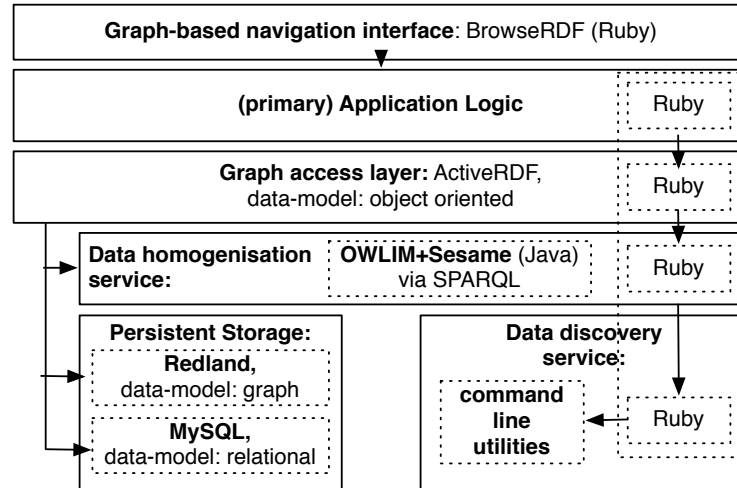 Graph-based navigation interface: BrowseRDF (Ruby)
(primary) Application Logic
Ruby
Graph access layer: ActiveRDF,
data-model: object oriented
Ruby
Data homogenisation
service:
OWLIM+Sesame (Java)
via SPARQL
Ruby
Persistent Storage:
Redland,
data-model: graph
MySQL,
data-model: relational
Data discovery
service:
command
line
utilities
Ruby